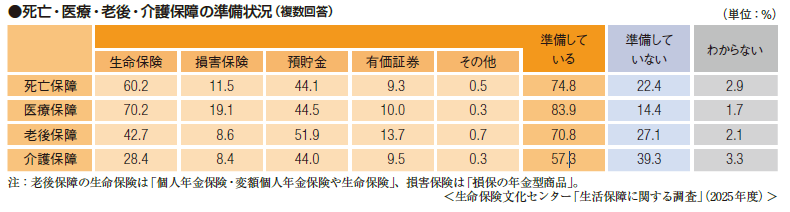 ●死亡・医療・老後・介護保障の準備状況（複数回答） （単位：%）
生命保険 損害保険 預貯金 有価証券 その他 準備している 準備していない わからない
死亡保障 60.2 11.5 44.1 9.3 0.5 74.8 22.4 2.9
医療保障 70.2 19.1 44.5 10.0 0.3 83.9 14.4 1.7
老後保障 42.7 8.6 51.9 13.7 0.7 70.8 27.1 2.1
介護保障 28.4 8.4 44.0 9.5 0.3 57.3 39.3 3.3
注：老後保障の生命保険は「個人年金保険・変額個人年金保険や生命保険」、損害保険は「損保の年金型商品」。
＜生命保険文化センター「生活保障に関する調査」（2025年度）＞